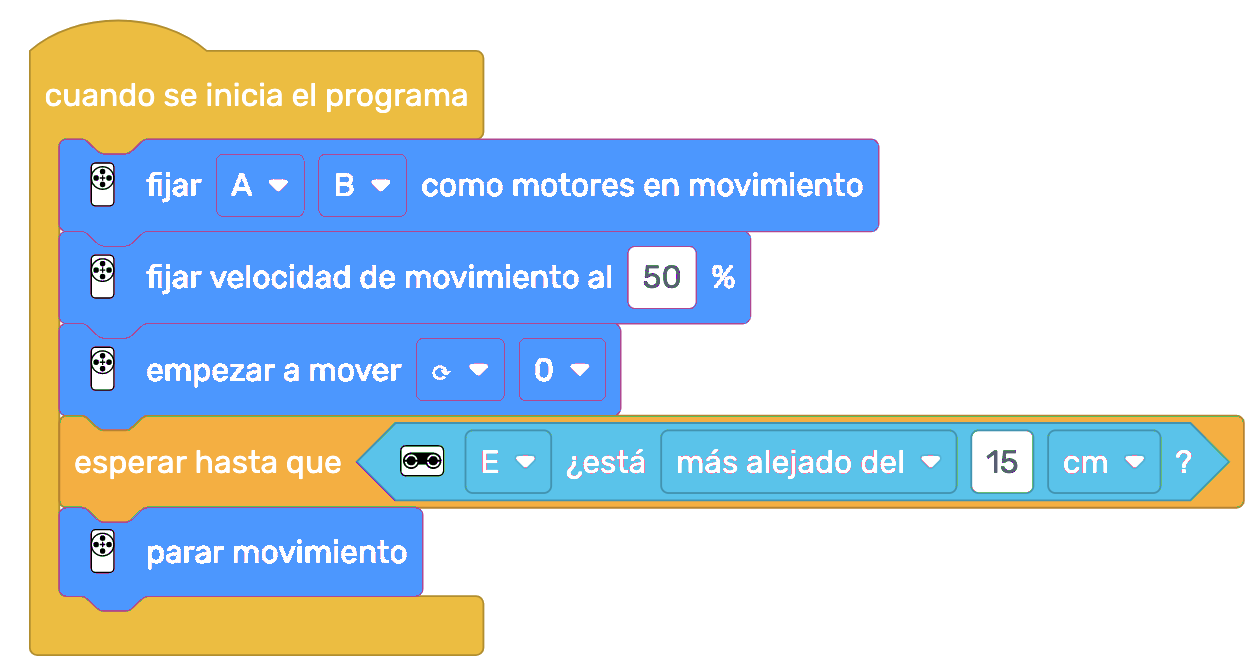 cuando se inicia el programa
fijar A B como motores en movimiento
fijar velocidad de movimiento al 50 %
empezar a mover ⟳ 0
esperar hasta que E ¿está más alejado del 15 cm ?
parar movimiento